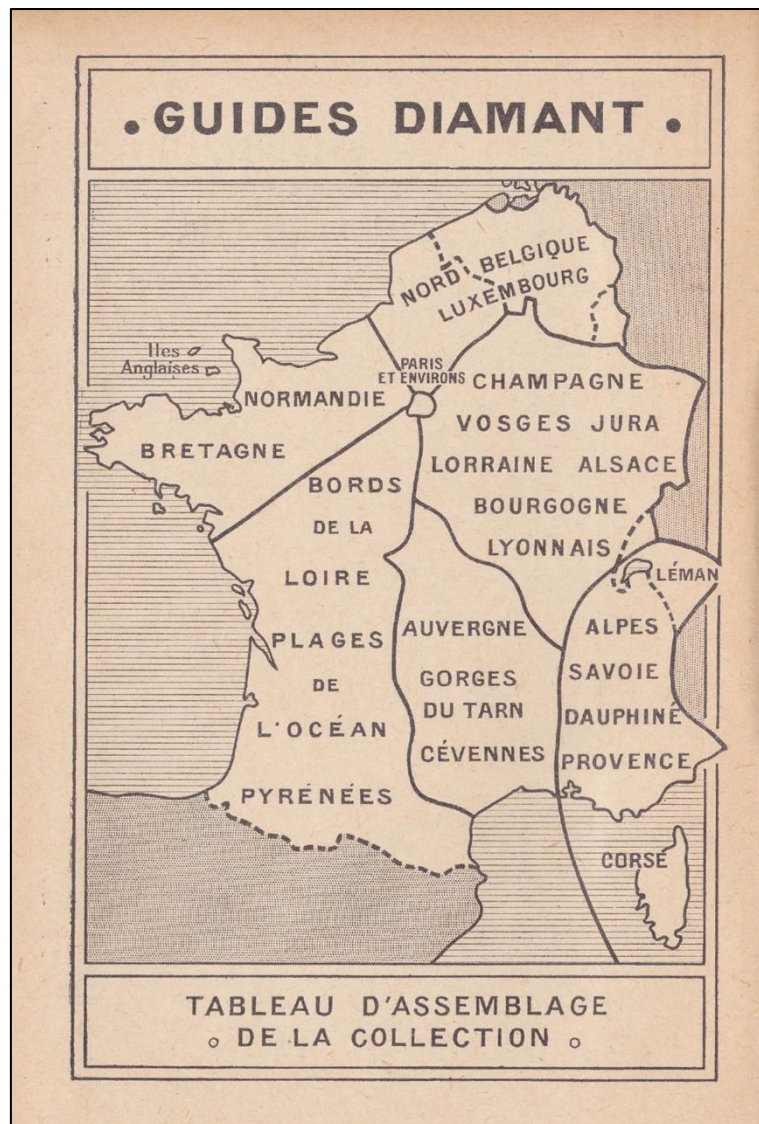 • GUIDES DIAMANT •
NORD BELGIQUE
LUXEMBOURG
Iles
Anglaises
PARIS
ET ENVIRONS
NORMANDIE
BRETAGNE
CHAMPAGNE
VOSGES JURA
LORRAINE ALSACE
BOURGOGNE
LYONNAIS
BORDS
DE LA
LOIRE
PLAGES
DE
L'OCÉAN
PYRÉNÉES
AUVERGNE
GORGES
DU TARN
CÉVENNES
LÉMAN
ALPES
SAVOIE
DAUPHINÉ
PROVENCE
CORSE
TABLEAU D'ASSEMBLAGE
DE LA COLLECTION